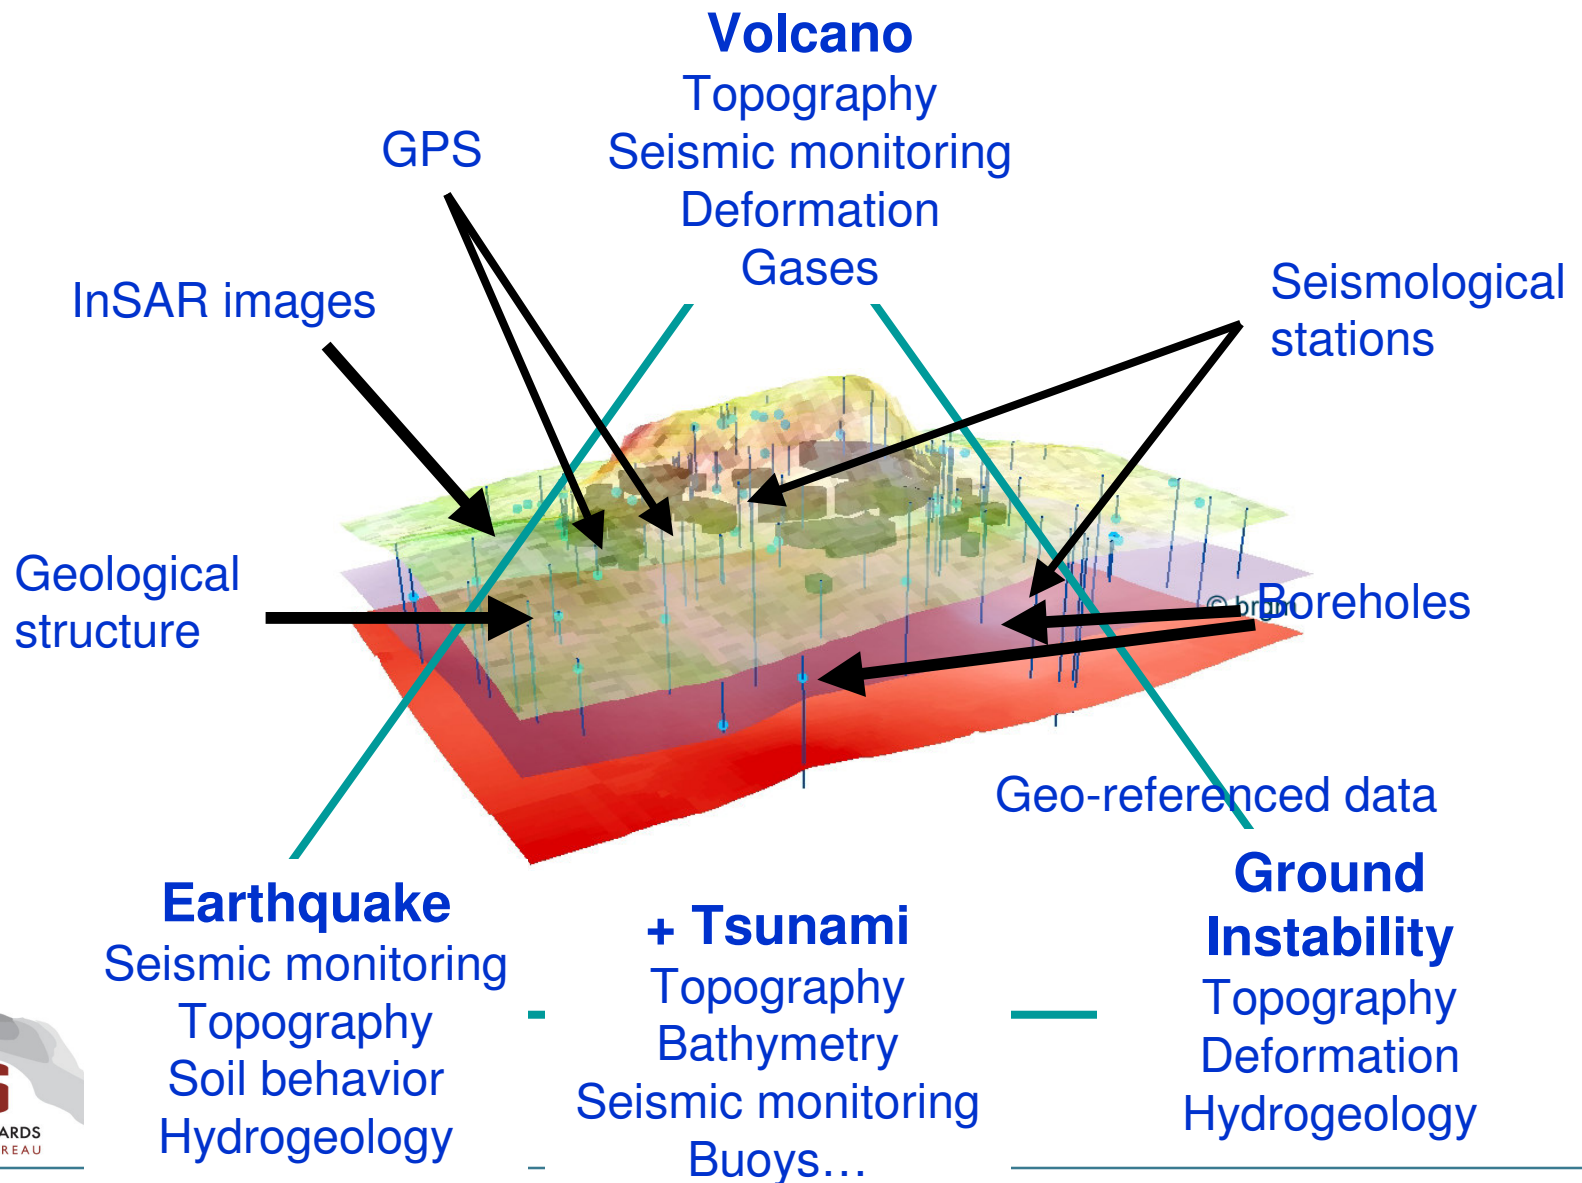 Volcano
Topography
Seismic monitoring
Deformation
Gases
GPS
InSAR images
Seismological
stations
Geological
structure
© brgm
Boreholes
Geo-referenced data
Earthquake
Seismic monitoring
Topography
Soil behavior
Hydrogeology
+ Tsunami
Topography
Bathymetry
Seismic monitoring
Buoys…
Ground
Instability
Topography
Deformation
Hydrogeology